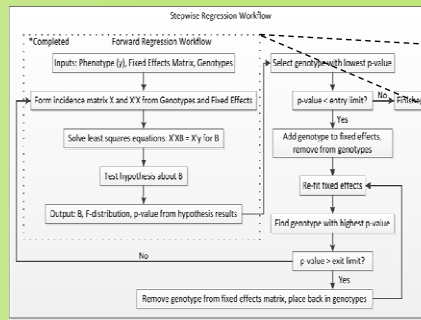 Stepwise Regression Workflow
*Completed Forward Regression Workflow
Inputs: Phenotype (y), Fixed Effects Matrix, Genotypes
Form incidence matrix X and X'X from Genotypes and Fixed Effects
Solve least squares equations: X'XB = X'y for B
Test hypothesis about B
Output: B, F-distribution, p-value from hypothesis results
Select genotype with lowest p-value
p-value < entry limit?
No
Finished
Yes
Add genotype to fixed effects,
remove from genotypes
Re-fit fixed effects
Find genotype with highest p-value
No
p-value > exit limit?
Yes
Remove genotype from fixed effects matrix, place back in genotypes